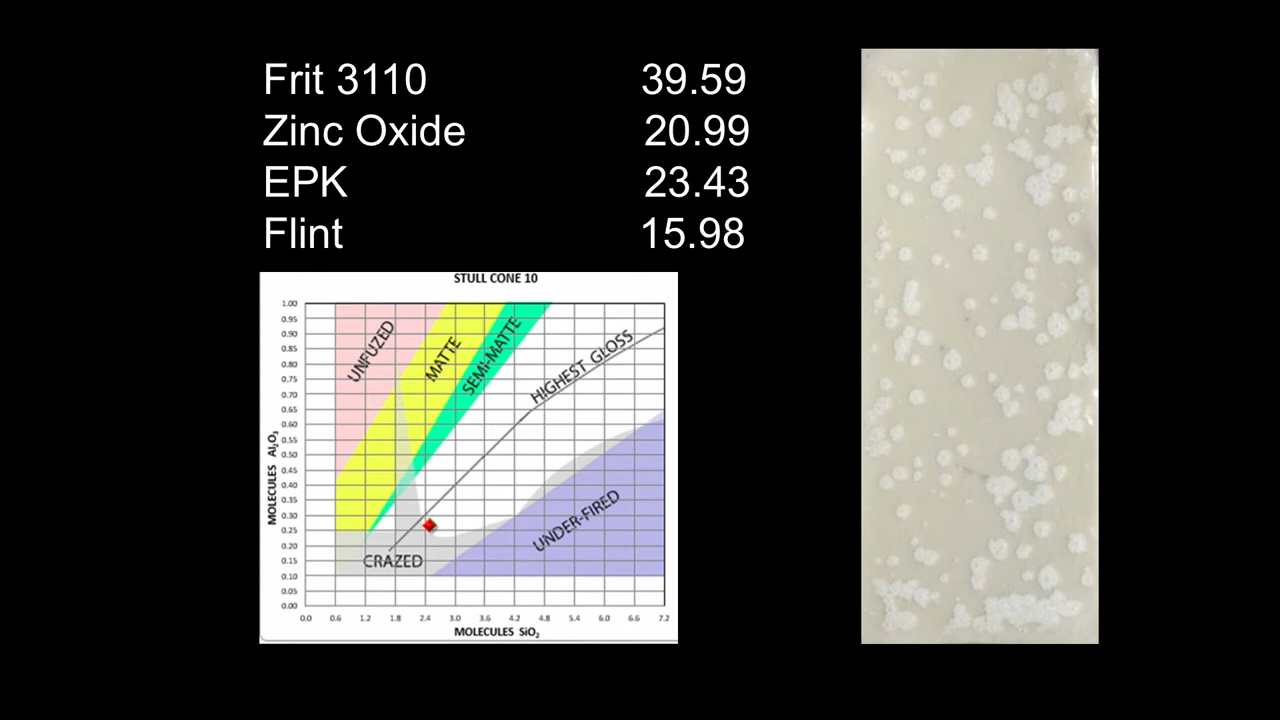 Frit 3110 39.59
Zinc Oxide 20.99
EPK 23.43
Flint 15.98
STULL CONE 10
1.00
0.95
0.90
0.85
0.80
0.75
0.70
0.65
0.60
0.55
0.50
0.45
0.40
0.35
0.30
0.25
0.20
0.15
0.10
0.05
0.00
MOLECULES Al₂O₃
UNFUZED
MATTE
SEMI-MATTE
HIGHEST GLOSS
UNDER-FIRED
CRAZED
0.0 0.6 1.2 1.8 2.4 3.0 3.6 4.2 4.8 5.4 6.0 6.6 7.2
MOLECULES SiO₂